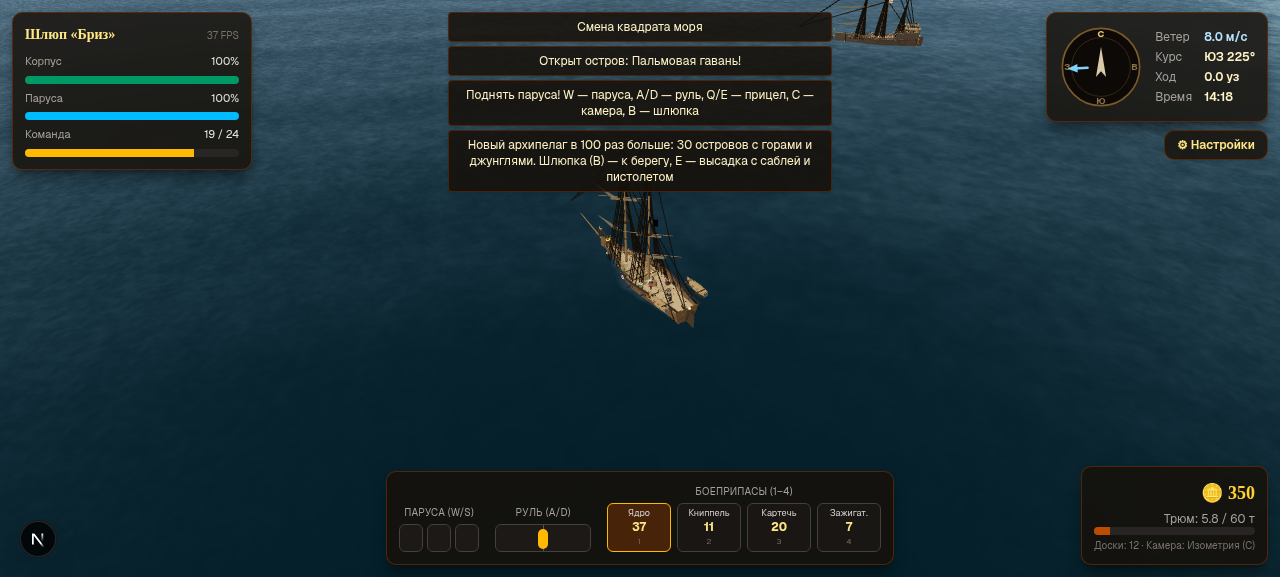 Шлюп «Бриз»
37 FPS
Корпус 100%
Паруса 100%
Команда 19 / 24
Смена квадрата моря
Открыт остров: Пальмовая гавань!
Поднять паруса! W — паруса, A/D — руль, Q/E — прицел, C —
камера, B — шлюпка
Новый архипелаг в 100 раз больше: 30 островов с горами и
джунглями. Шлюпка (B) — к берегу, E — высадка с саблей и
пистолетом
С
З
В
Ю
Ветер 8.0 м/с
Курс ЮЗ 225°
Ход 0.0 уз
Время 14:18
⚙ Настройки
ПАРУСА (W/S)
РУЛЬ (A/D)
БОЕПРИПАСЫ (1–4)
Ядро
37
1
Книппель
11
2
Картечь
20
3
Зажигат.
7
4
350
Трюм: 5.8 / 60 т
Доски: 12 · Камера: Изометрия (C)
N